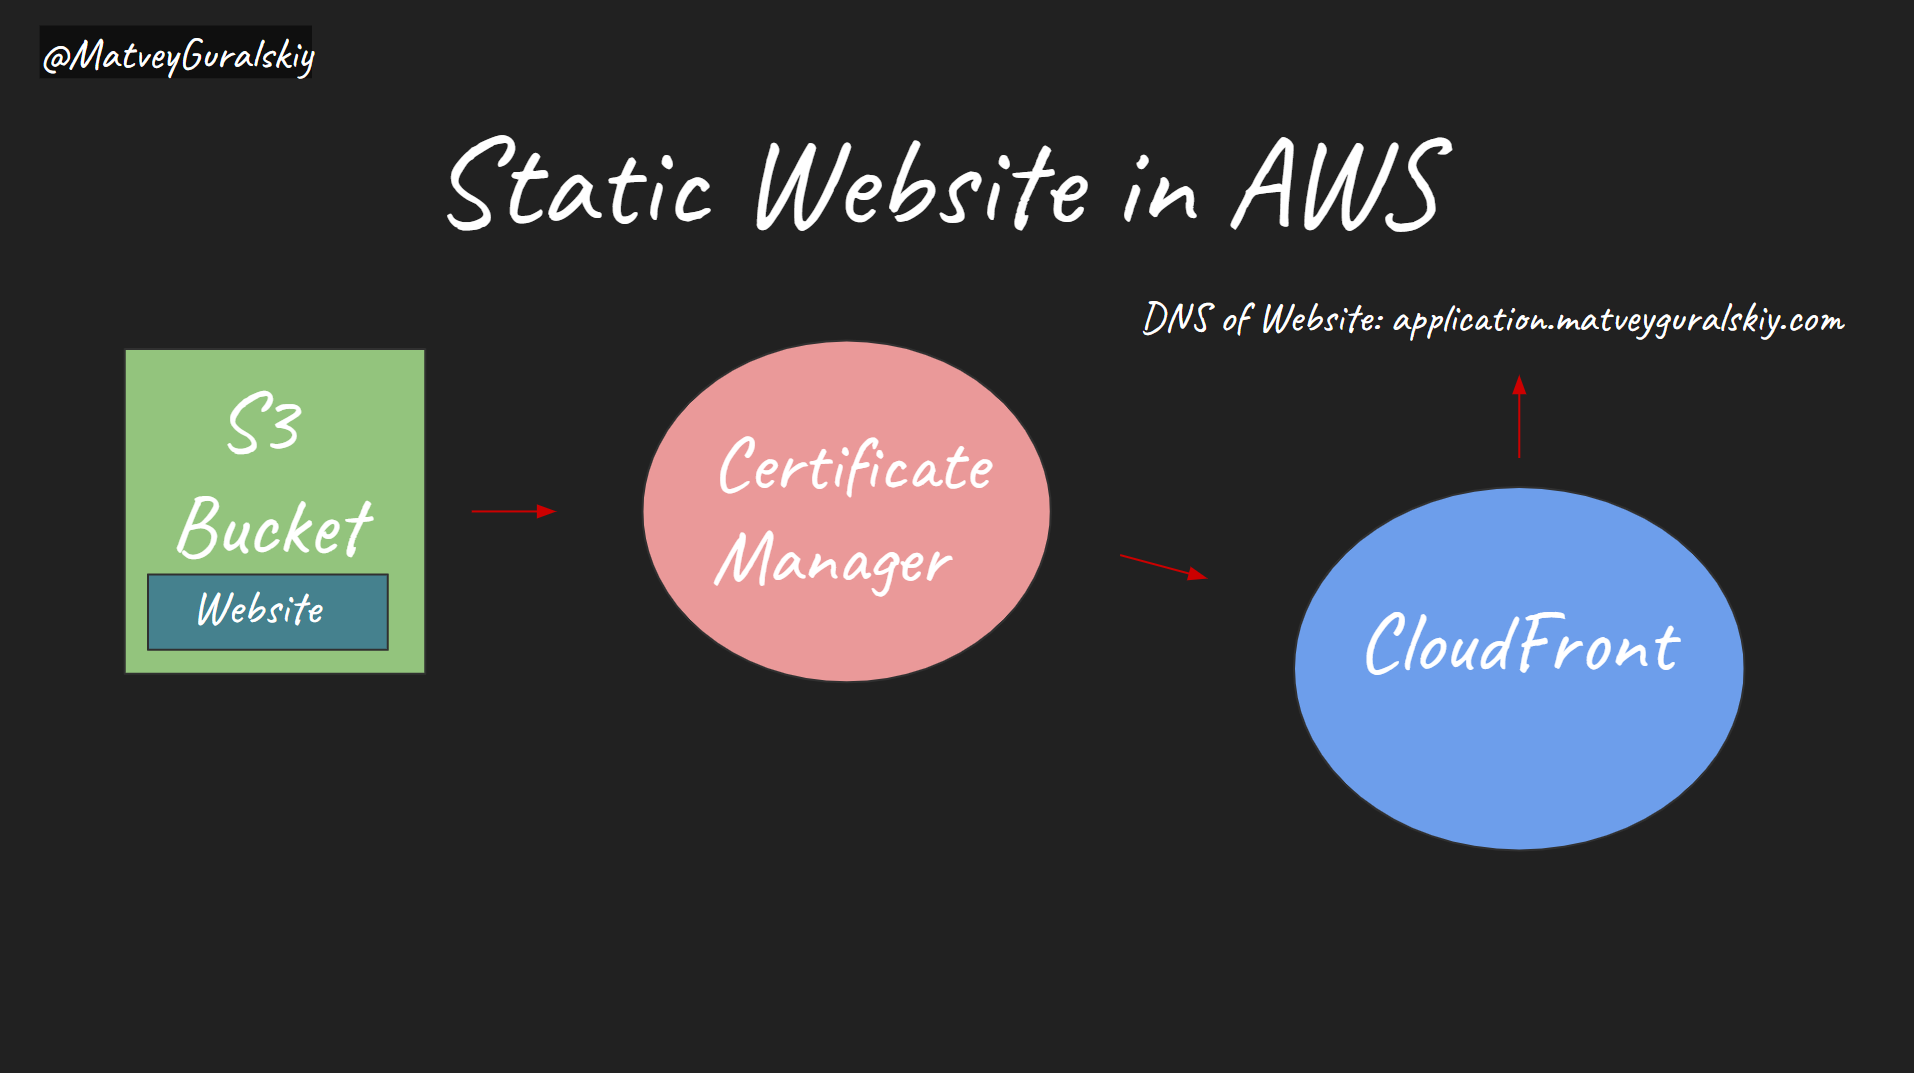 @MatveyGuralskiy
Static Website in AWS
DNS of Website: application.matveyguralskiy.com
S3
Bucket
Website
Certificate
Manager
CloudFront